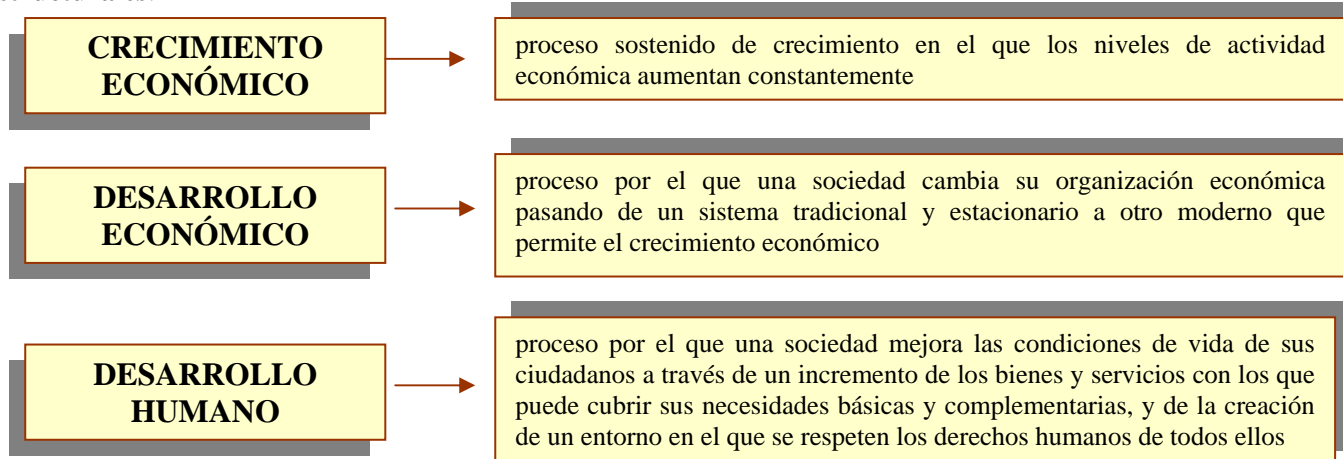 CRECIMIENTO
ECONÓMICO
proceso sostenido de crecimiento en el que los niveles de actividad
económica aumentan constantemente
DESARROLLO
ECONÓMICO
proceso por el que una sociedad cambia su organización económica
pasando de un sistema tradicional y estacionario a otro moderno que
permite el crecimiento económico
DESARROLLO
HUMANO
proceso por el que una sociedad mejora las condiciones de vida de sus
ciudadanos a través de un incremento de los bienes y servicios con los que
puede cubrir sus necesidades básicas y complementarias, y de la creación
de un entorno en el que se respeten los derechos humanos de todos ellos